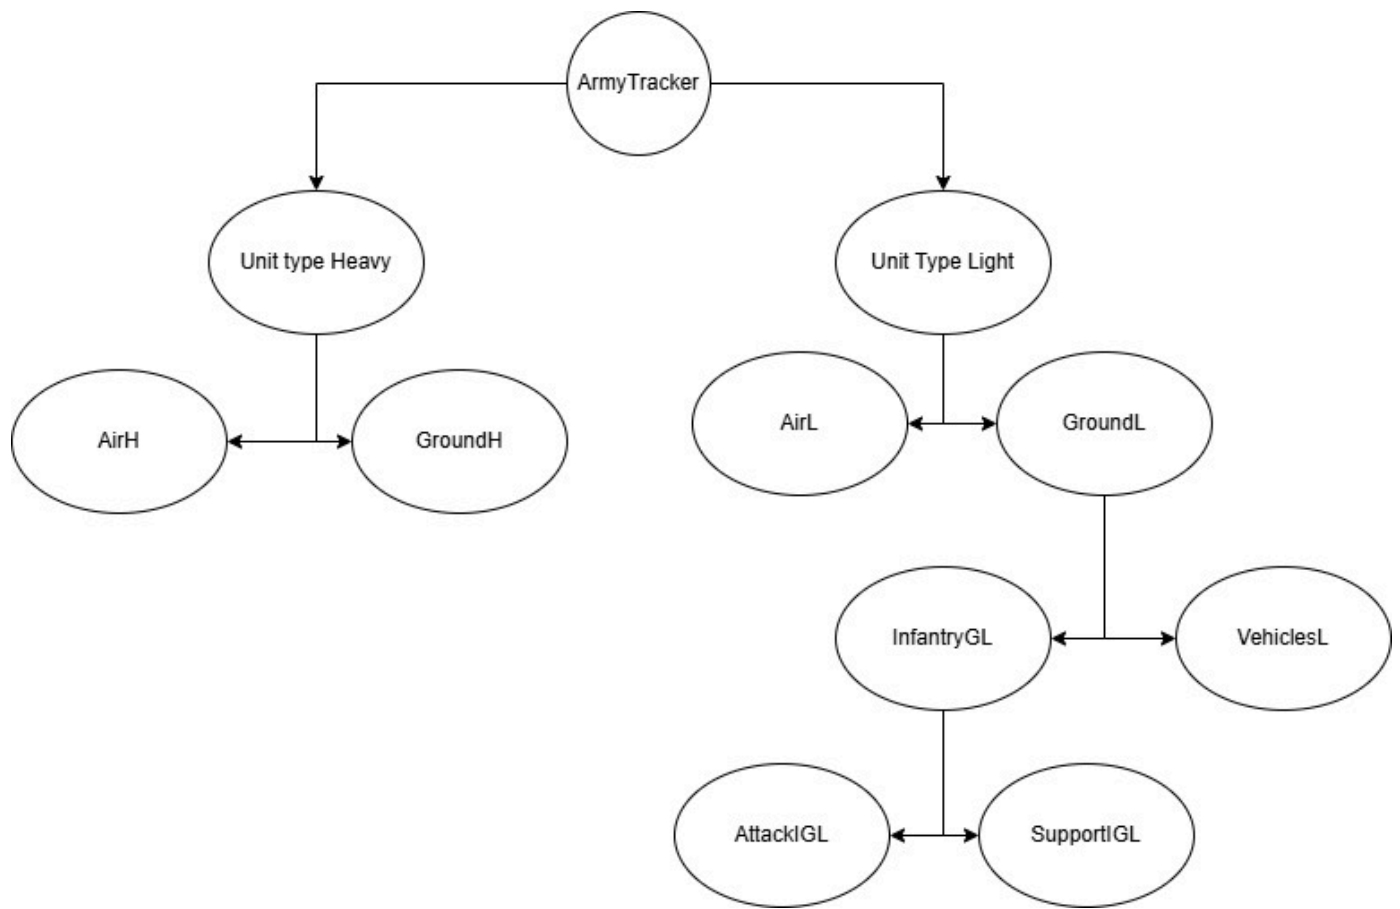 ArmyTracker
Unit type Heavy
Unit Type Light
AirH
GroundH
AirL
GroundL
InfantryGL
VehiclesL
AttackIGL
SupportIGL